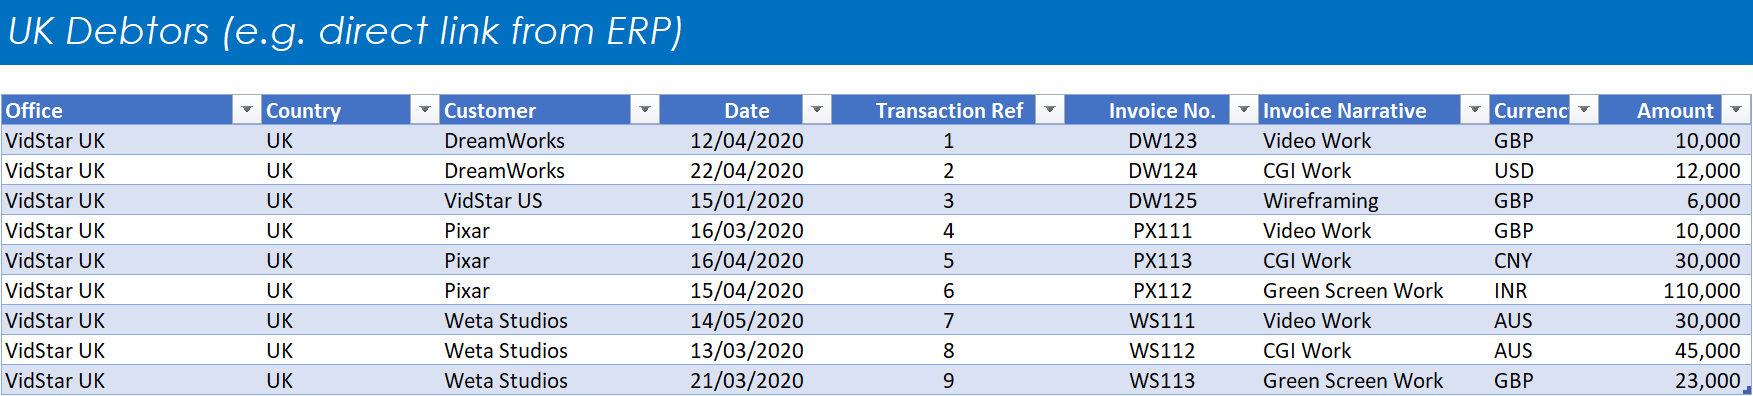 UK Debtors (e.g. direct link from ERP)
Office Country Customer Date Transaction Ref Invoice No. Invoice Narrative Currenc Amount
VidStar UK UK DreamWorks 12/04/2020 1 DW123 Video Work GBP 10,000
VidStar UK UK DreamWorks 22/04/2020 2 DW124 CGI Work USD 12,000
VidStar UK UK VidStar US 15/01/2020 3 DW125 Wireframing GBP 6,000
VidStar UK UK Pixar 16/03/2020 4 PX111 Video Work GBP 10,000
VidStar UK UK Pixar 16/04/2020 5 PX113 CGI Work CNY 30,000
VidStar UK UK Pixar 15/04/2020 6 PX112 Green Screen Work INR 110,000
VidStar UK UK Weta Studios 14/05/2020 7 WS111 Video Work AUS 30,000
VidStar UK UK Weta Studios 13/03/2020 8 WS112 CGI Work AUS 45,000
VidStar UK UK Weta Studios 21/03/2020 9 WS113 Green Screen Work GBP 23,000